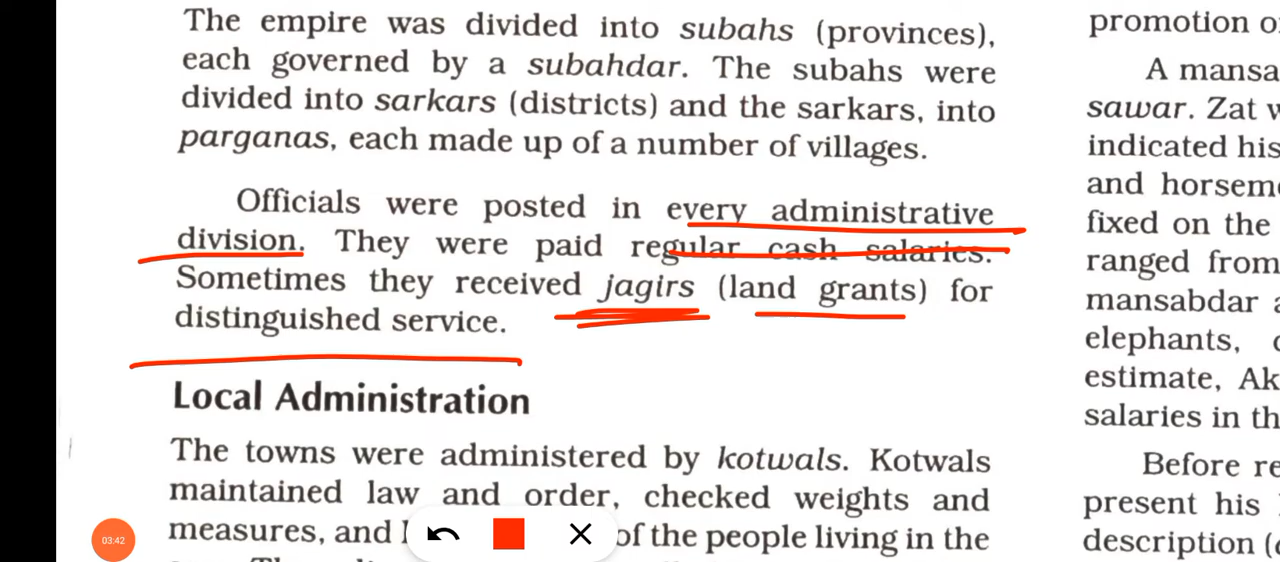 The empire was divided into subahs (provinces),
each governed by a subahdar. The subahs were
divided into sarkars (districts) and the sarkars, into
parganas, each made up of a number of villages.
Officials were posted in every administrative
division. They were paid regular cash salaries.
Sometimes they received jagirs (land grants) for
distinguished service.
Local Administration
The towns were administered by kotwals. Kotwals
maintained law and order, checked weights and
measures, and of the people living in the
promotion
A mansa
sawar. Zat
indicated his
and horsem
fixed on the
ranged from
mansabdar
elephants,
estimate, Ak
salaries in th
Before re
present his
description (
03:42